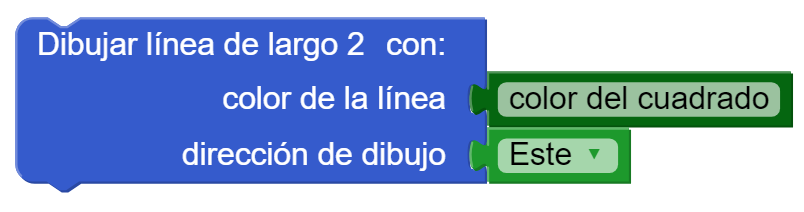 Dibujar línea de largo 2 con:
color de la línea color del cuadrado
dirección de dibujo Este